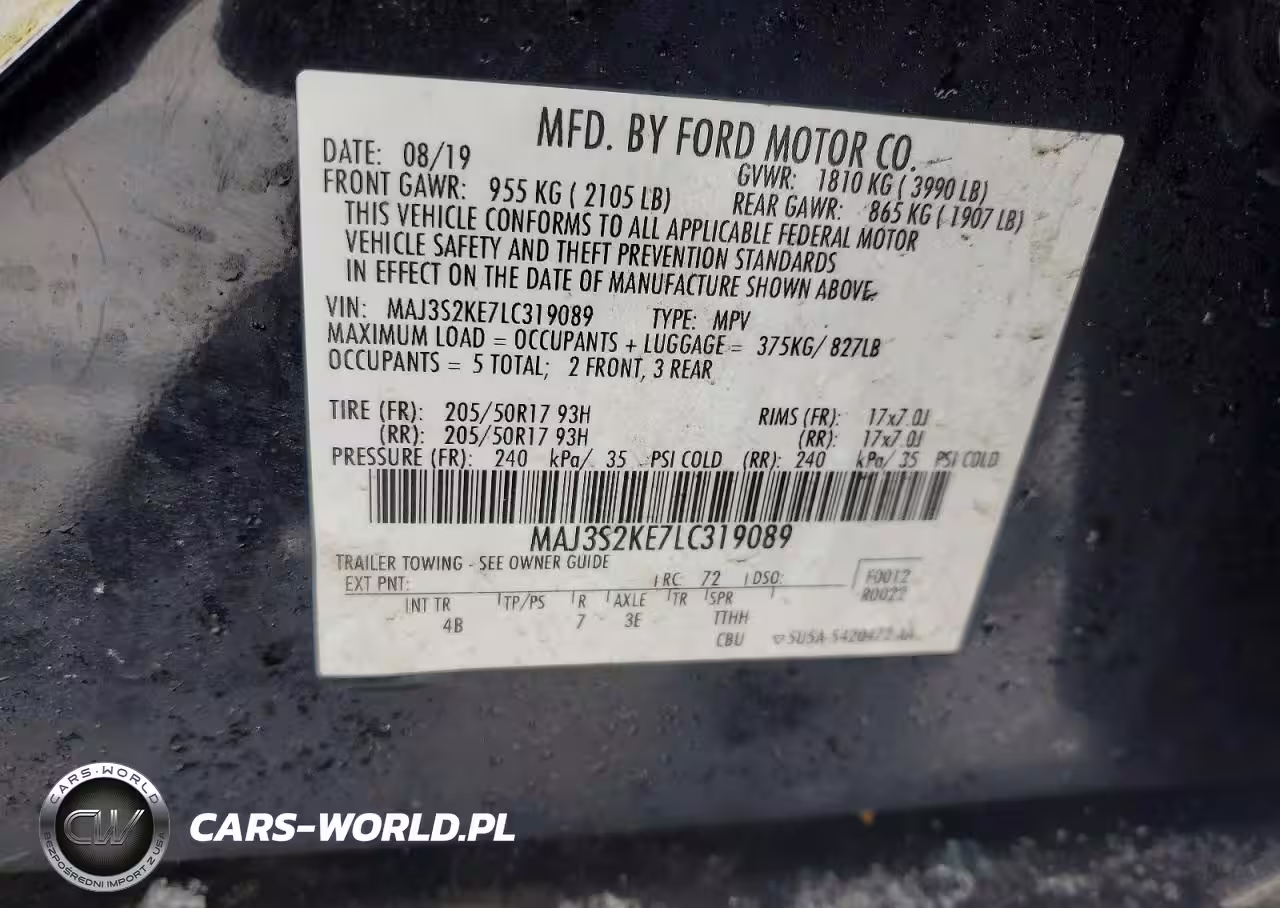 MFD. BY FORD MOTOR CO.
DATE: 08/19 GVWR: 1810 KG ( 3990 LB)
FRONT GAWR: 955 KG ( 2105 LB) REAR GAWR: 865 KG ( 1907 LB)
THIS VEHICLE CONFORMS TO ALL APPLICABLE FEDERAL MOTOR
VEHICLE SAFETY AND THEFT PREVENTION STANDARDS
IN EFFECT ON THE DATE OF MANUFACTURE SHOWN ABOVE.
VIN: MAJ3S2KE7LC319089 TYPE: MPV
MAXIMUM LOAD = OCCUPANTS + LUGGAGE = 375KG/ 827LB
OCCUPANTS = 5 TOTAL; 2 FRONT, 3 REAR
TIRE (FR): 205/50R17 93H RIMS (FR): 17x7.0J
(RR): 205/50R17 93H (RR): 17x7.0J
PRESSURE (FR): 240 kPa/ 35 PSI COLD (RR): 240 kPa/ 35 PSI COLD
MAJ3S2KE7LC319089
TRAILER TOWING - SEE OWNER GUIDE
EXT PNT: RC: 72 DSO: F0012
R0022
INT TR TP/PS R AXLE TR SPR
4B 7 3E TTHH
CBU
CARS-WORLD
CW
BEZPOŚREDNI IMPORT Z USA
CARS-WORLD.PL